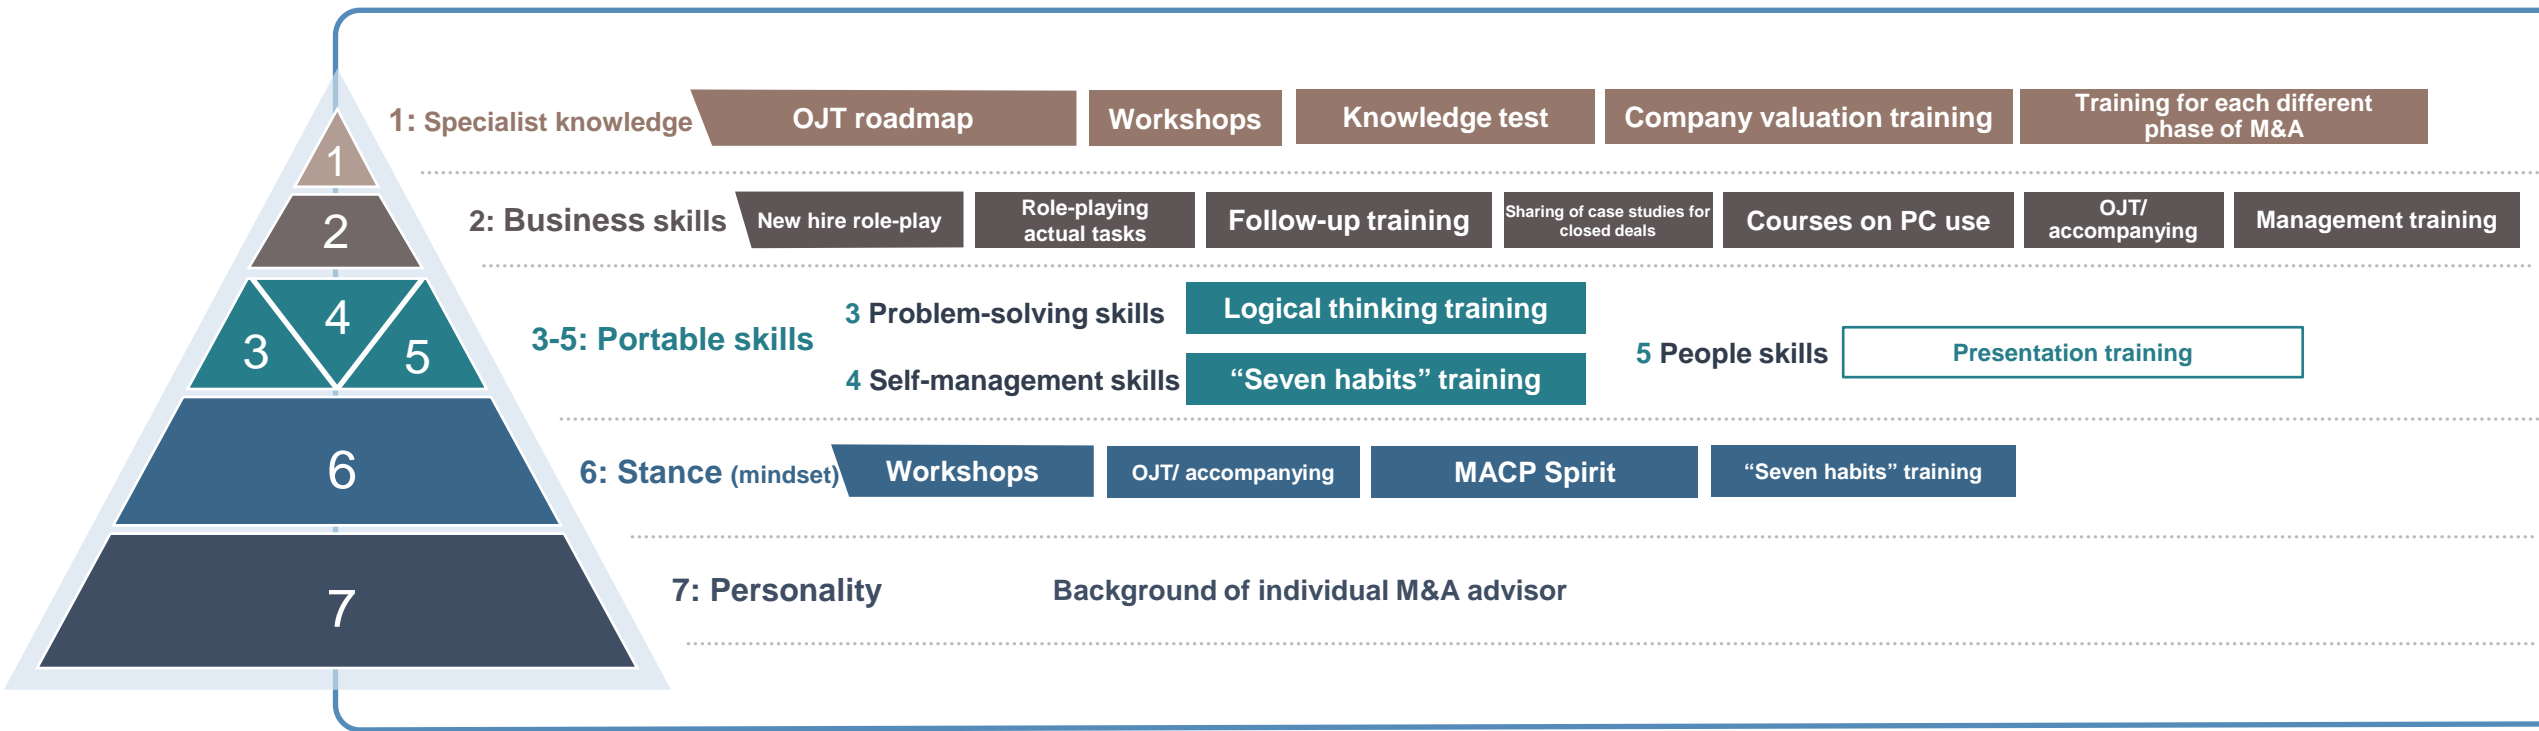 1
2
3
4
5
6
7
1: Specialist knowledge
OJT roadmap
Workshops
Knowledge test
Company valuation training
Training for each different
phase of M&A
2: Business skills
New hire role-play
Role-playing
actual tasks
Follow-up training
Sharing of case studies for
closed deals
Courses on PC use
OJT/
accompanying
Management training
3-5: Portable skills
3 Problem-solving skills
Logical thinking training
4 Self-management skills
“Seven habits” training
5 People skills
Presentation training
6: Stance (mindset)
Workshops
OJT/ accompanying
MACP Spirit
“Seven habits” training
7: Personality
Background of individual M&A advisor